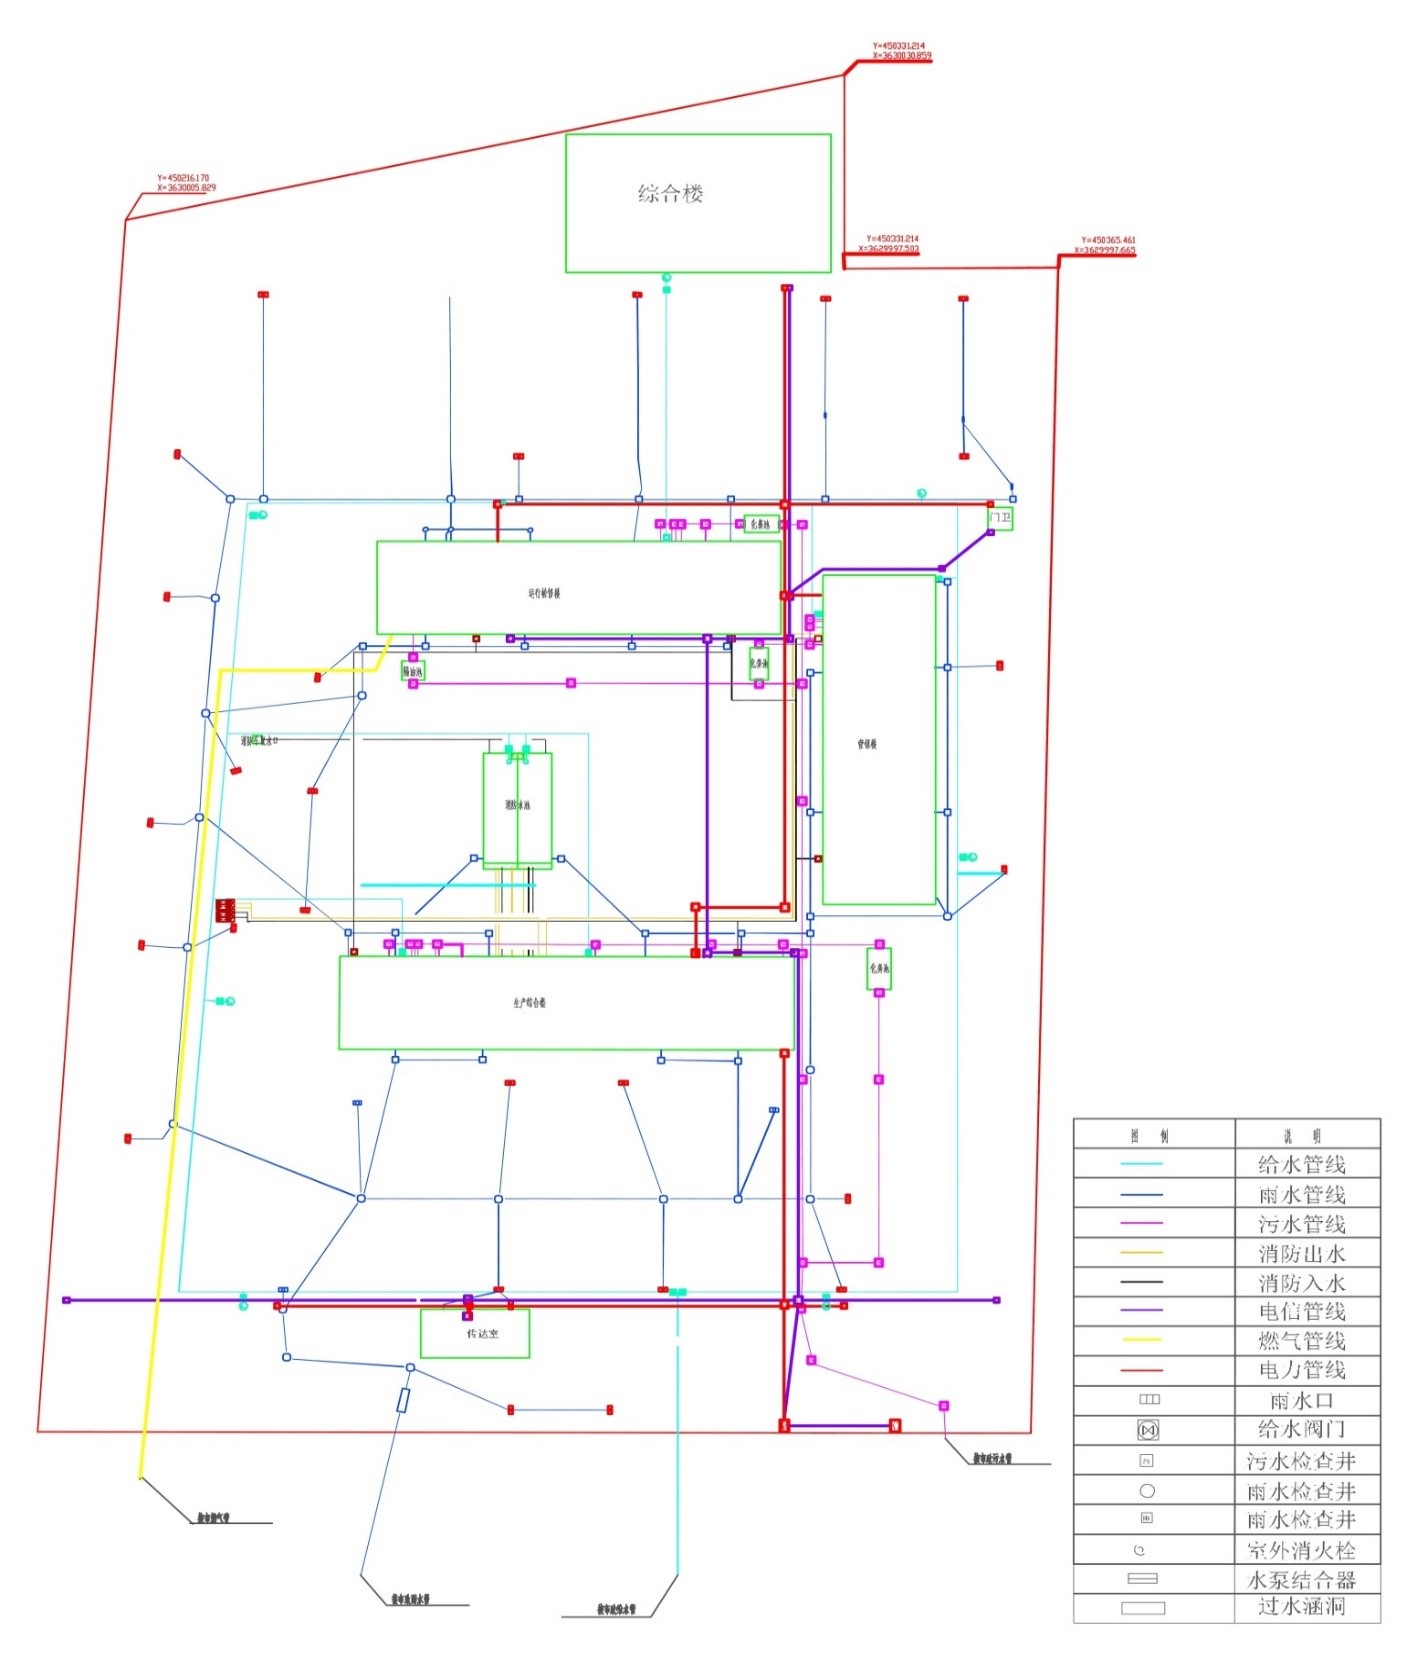 Y=450331.214
X=3630030.859
Y=450216.170
X=3630005.829
综合楼
Y=450331.214
X=3629997.503
Y=450365.461
X=3629997.665
化粪池
门卫
运行检修楼
隔油池
化粪池
消防车取水口
营销楼
消防水池
生产综合楼
化粪池
传达室
接市政污水管
接市燃气管
接市政雨水管
接市政给水管
图 例 说 明
给水管线
雨水管线
污水管线
消防出水
消防入水
电信管线
燃气管线
电力管线
雨水口
给水阀门
污水检查井
雨水检查井
雨水检查井
室外消火栓
水泵结合器
过水涵洞